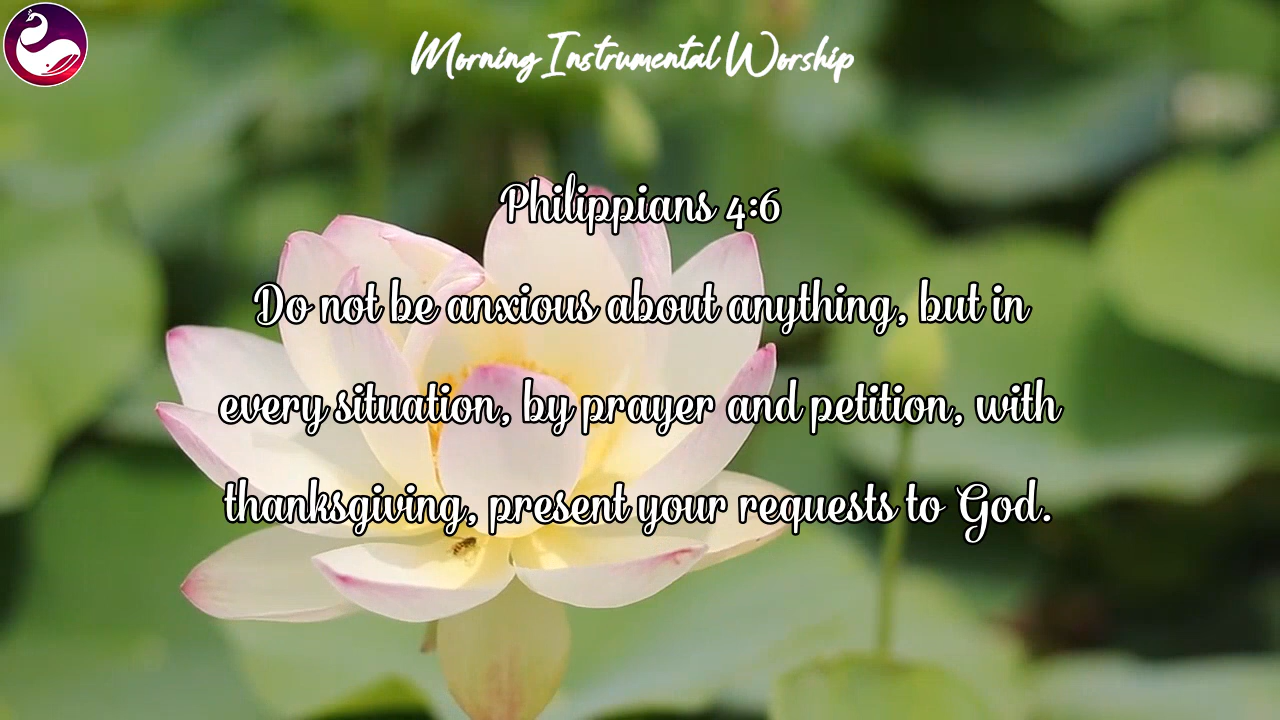 Morning Instrumental Worship
Philippians 4:6
Do not be anxious about anything, but in
every situation, by prayer and petition, with
thanksgiving, present your requests to God.